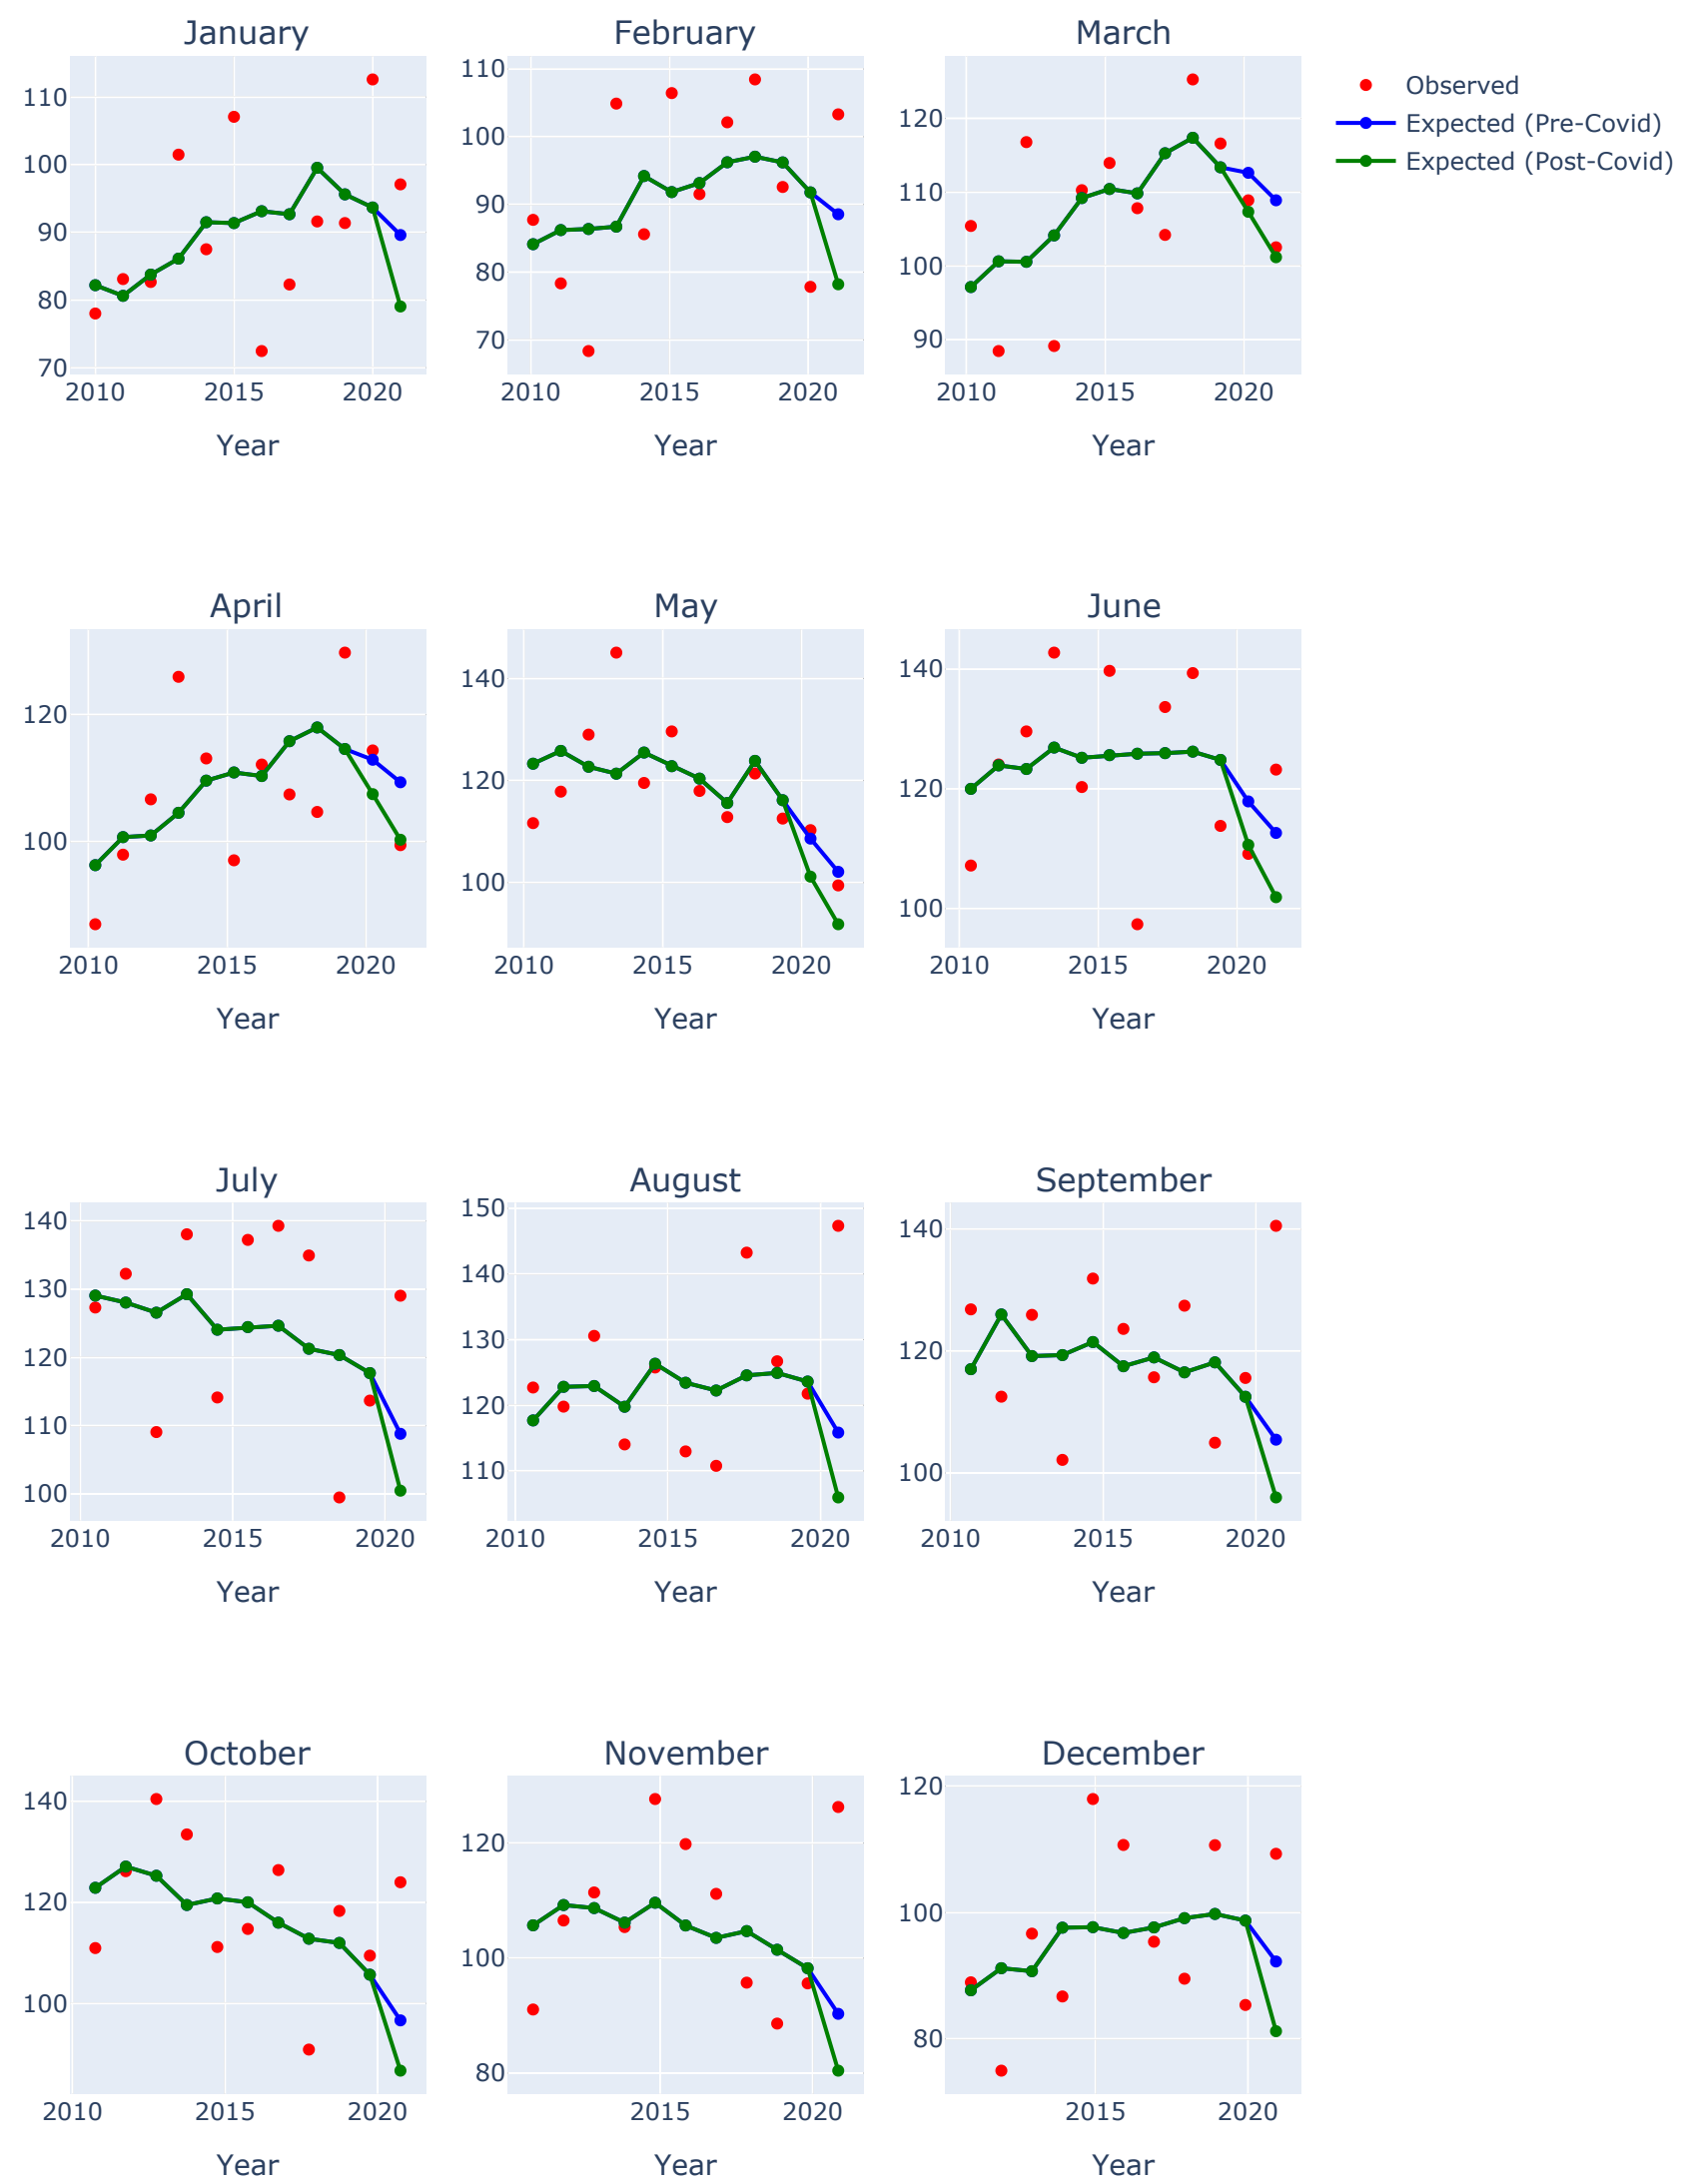 January
February
March
Observed
Expected (Pre-Covid)
Expected (Post-Covid)
110
100
90
80
70
2010
2015
2020
Year
110
100
90
80
70
2010
2015
2020
Year
120
110
100
90
2010
2015
2020
Year
April
May
June
120
100
2010
2015
2020
Year
140
120
100
2010
2015
2020
Year
140
120
100
2010
2015
2020
Year
July
August
September
140
130
120
110
100
2010
2015
2020
Year
150
140
130
120
110
2010
2015
2020
Year
140
120
100
2010
2015
2020
Year
October
November
December
140
120
100
2010
2015
2020
Year
120
100
80
2015
2020
Year
120
100
80
2015
2020
Year